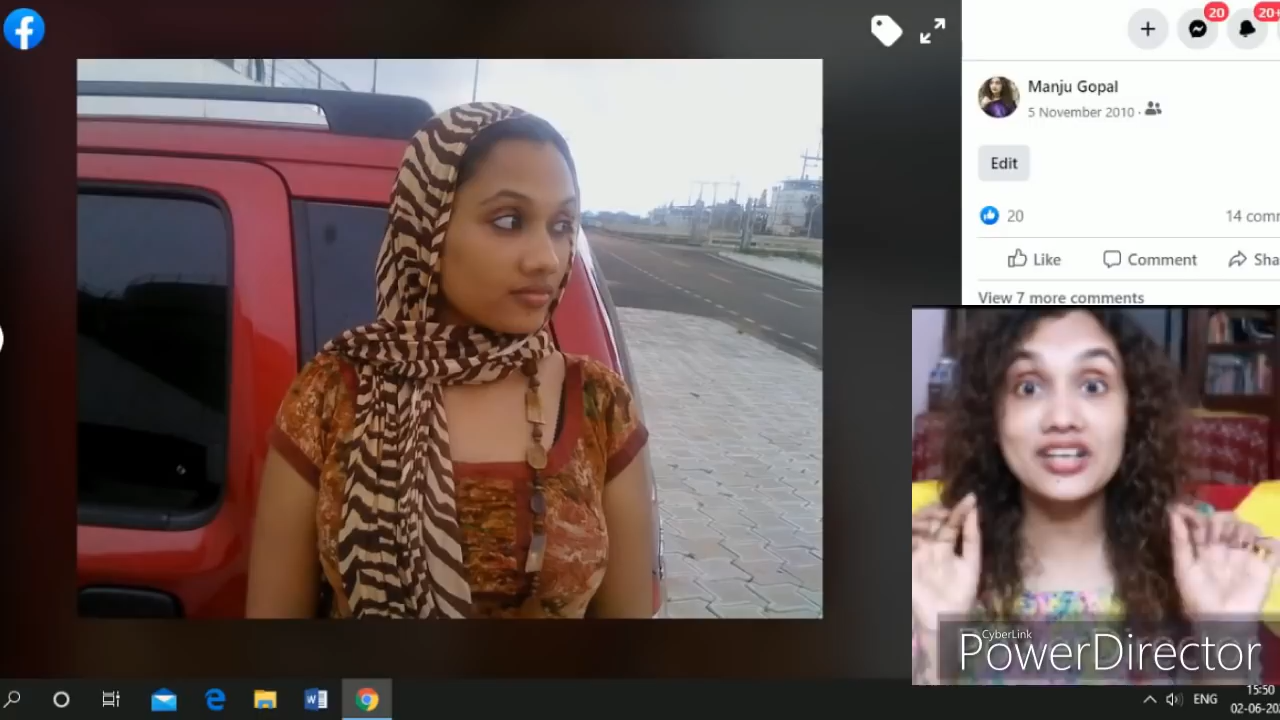 20
20+
Manju Gopal
5 November 2010 ·
Edit
20
14 comm
Like
Comment
Sha
View 7 more comments
CyberLink
PowerDirector
ENG
15:50
02-06-20